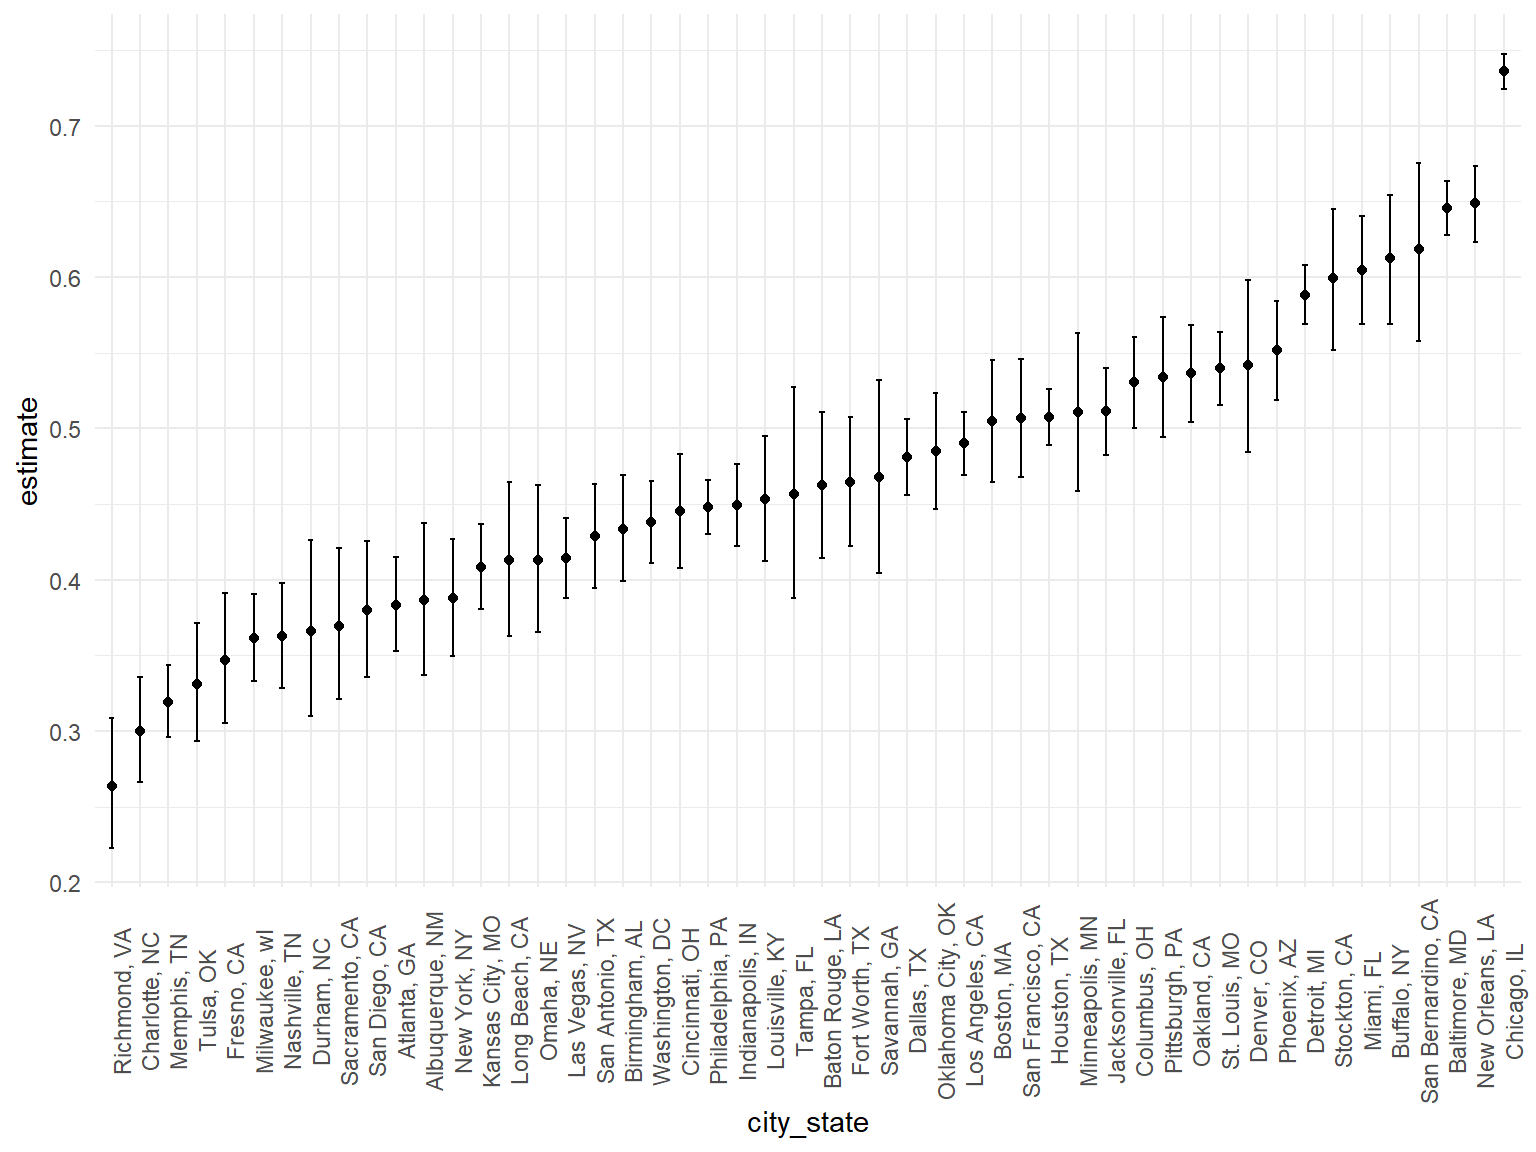 0.7
0.6
0.5
0.4
0.3
0.2
estimate
Richmond, VA
Charlotte, NC
Memphis, TN
Tulsa, OK
Fresno, CA
Milwaukee, wI
Nashville, TN
Durham, NC
Sacramento, CA
San Diego, CA
Atlanta, GA
Albuquerque, NM
New York, NY
Kansas City, MO
Long Beach, CA
Omaha, NE
Las Vegas, NV
San Antonio, TX
Birmingham, AL
Washington, DC
Cincinnati, OH
Philadelphia, PA
Indianapolis, IN
Louisville, KY
Tampa, FL
Baton Rouge, LA
Fort Worth, TX
Savannah, GA
Dallas, TX
Oklahoma City, OK
Los Angeles, CA
Boston, MA
San Francisco, CA
Houston, TX
Minneapolis, MN
Jacksonville, FL
Columbus, OH
Pittsburgh, PA
Oakland, CA
St. Louis, MO
Denver, CO
Phoenix, AZ
Detroit, MI
Stockton, CA
Miami, FL
Buffalo, NY
San Bernardino, CA
Baltimore, MD
New Orleans, LA
Chicago, IL
city_state